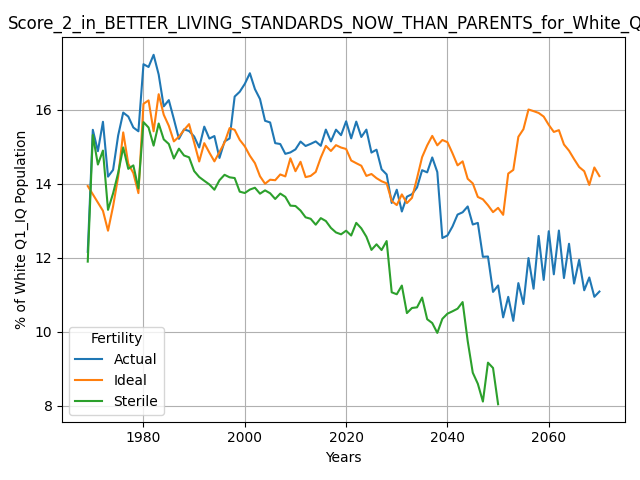 Score_2_in_BETTER_LIVING_STANDARDS_NOW_THAN_PARENTS_for_White_Q
% of White Q1_IQ Population
16
14
12
10
8
Fertility
Actual
Ideal
Sterile
1980 2000 2020 2040 2060
Years